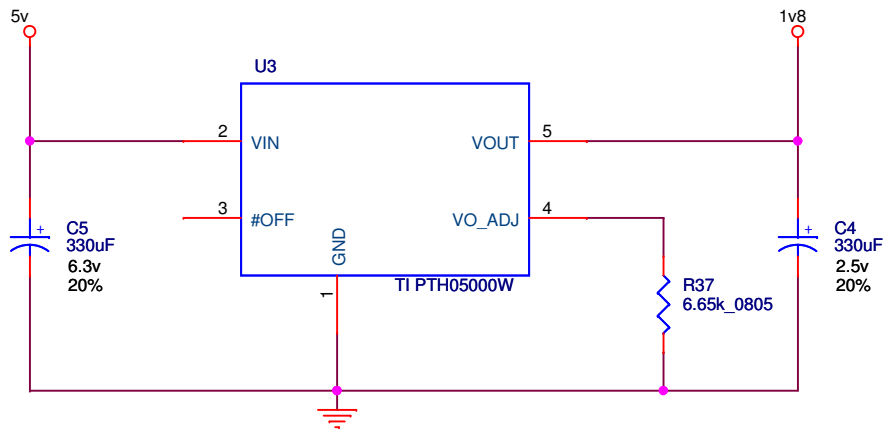 5v
1v8
U3
2
VIN
VOUT
5
3
#OFF
VO_ADJ
4
GND
1
TI PTH05000W
+
C5
330uF
6.3v
20%
+
C4
330uF
2.5v
20%
R37
6.65k_0805